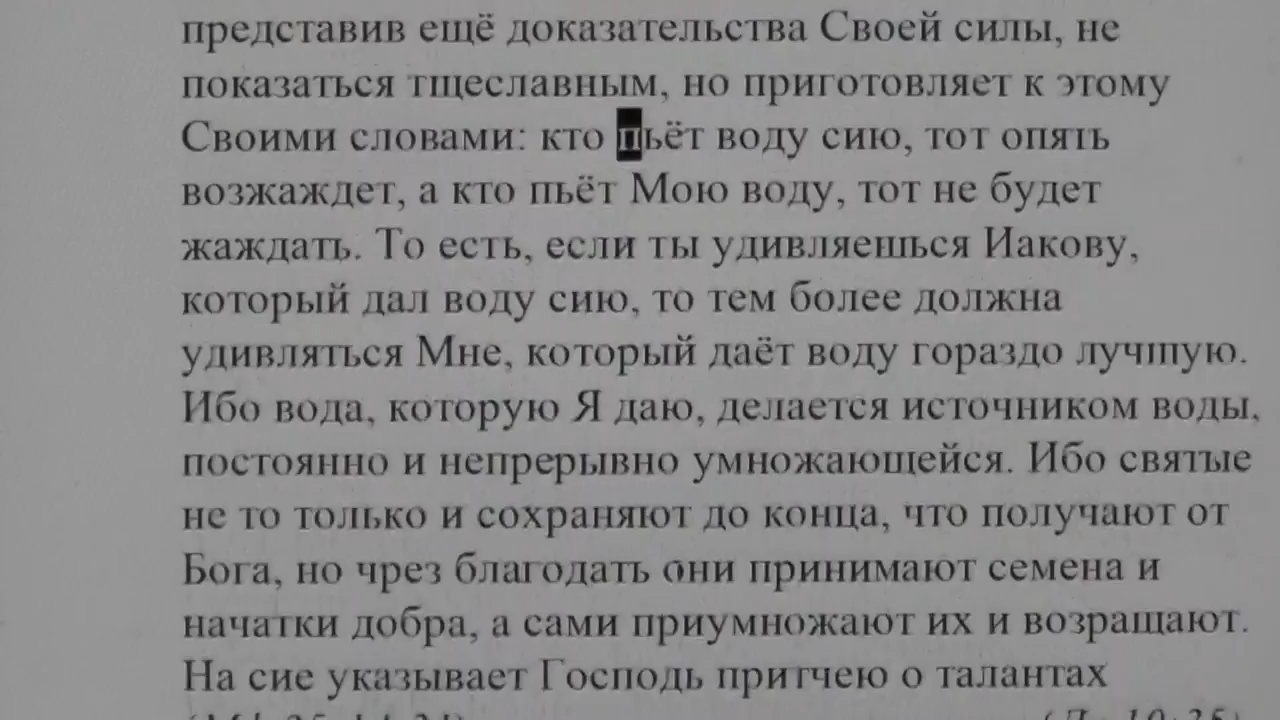 представив ещё доказательства Своей силы, не
показаться тщеславным, но приготовляет к этому
Своими словами: кто пьёт воду сию, тот опять
возжаждет, а кто пьёт Мою воду, тот не будет
жаждать. То есть, если ты удивляешься Иакову,
который дал воду сию, то тем более должна
удивляться Мне, который даёт воду гораздо лучшую.
Ибо вода, которую Я даю, делается источником воды,
постоянно и непрерывно умножающейся. Ибо святые
не то только и сохраняют до конца, что получают от
Бога, но чрез благодать они принимают семена и
начатки добра, а сами приумножают их и возращают.
На сие указывает Господь притчею о талантах